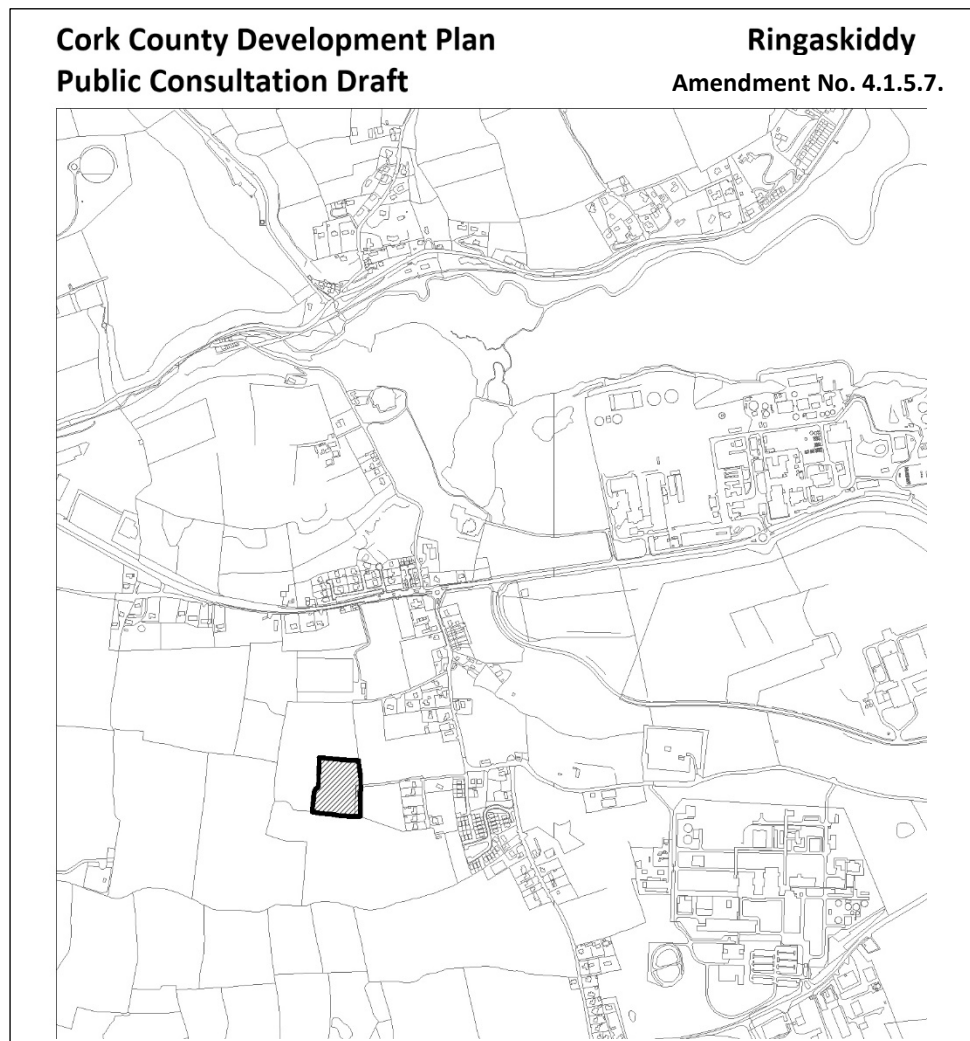 Cork County Development Plan
Public Consultation Draft
Ringaskiddy
Amendment No. 4.1.5.7.